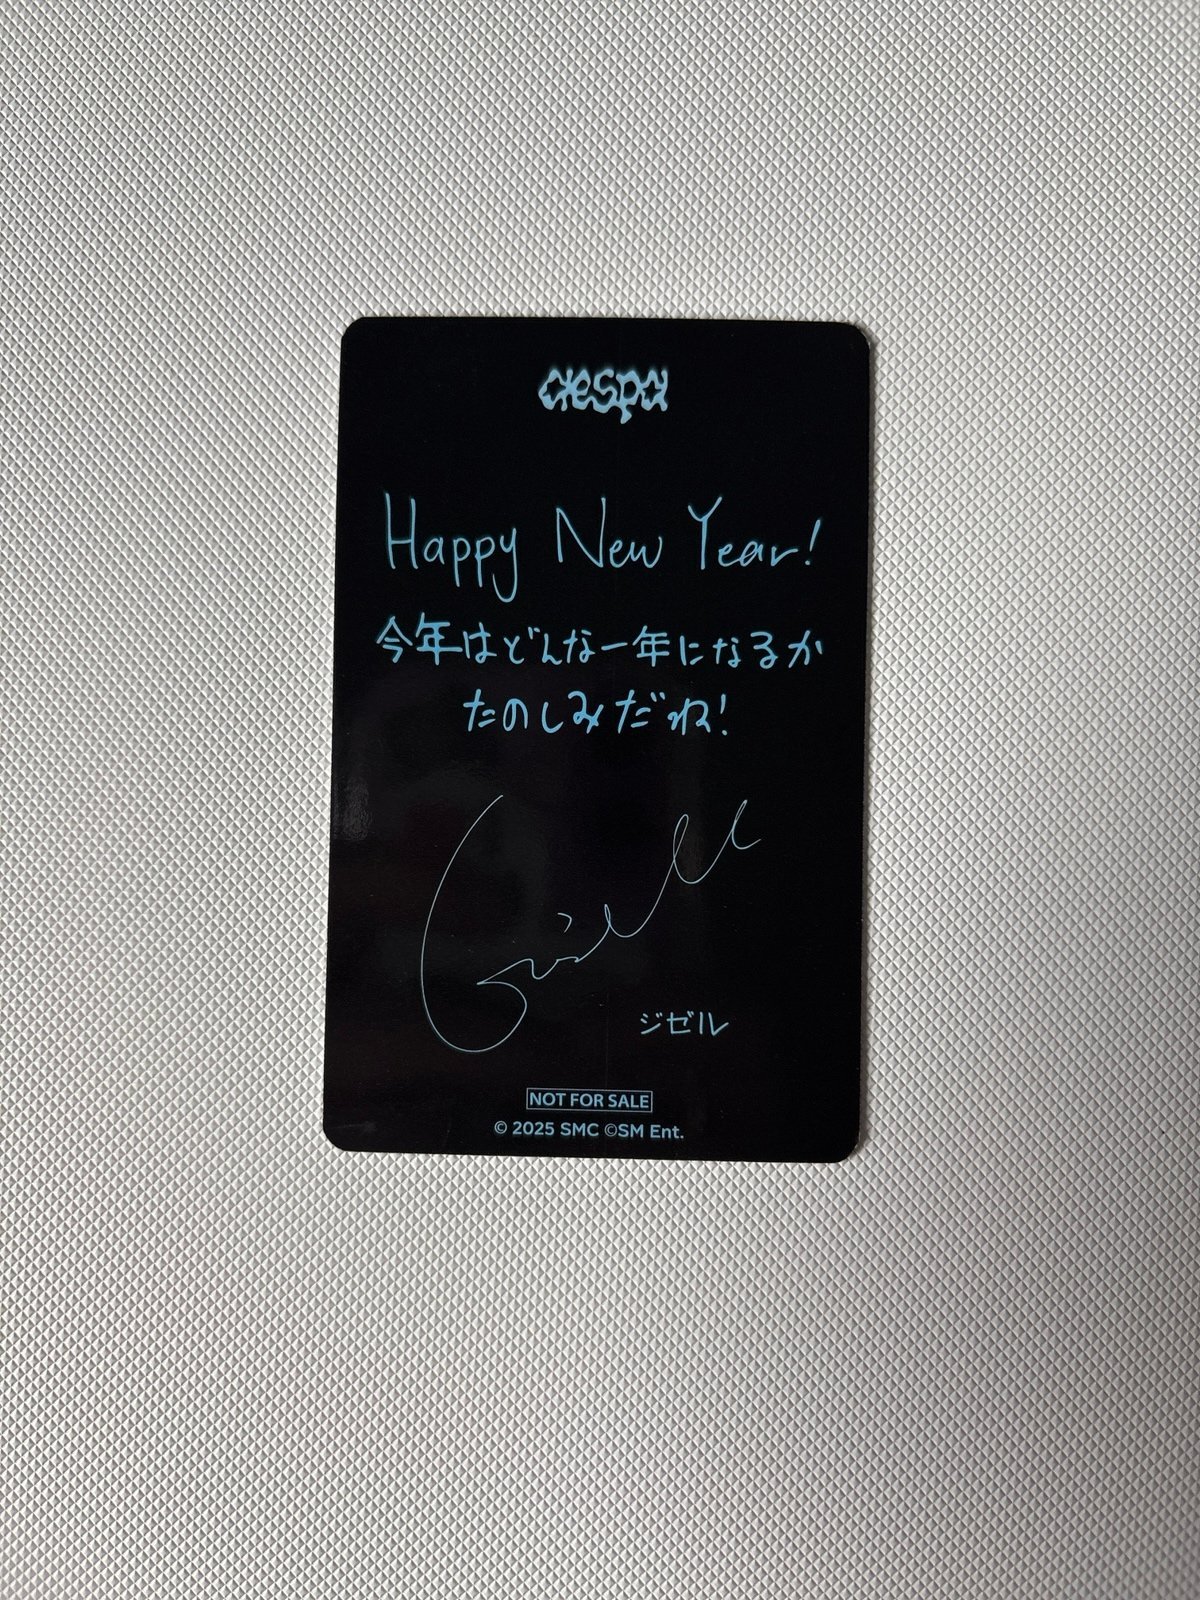 aespa
Happy New Year!
今年はどんな一年になるか
たのしみだね!
Giselle
ジゼル
NOT FOR SALE
© 2025 SMC ©SM Ent.